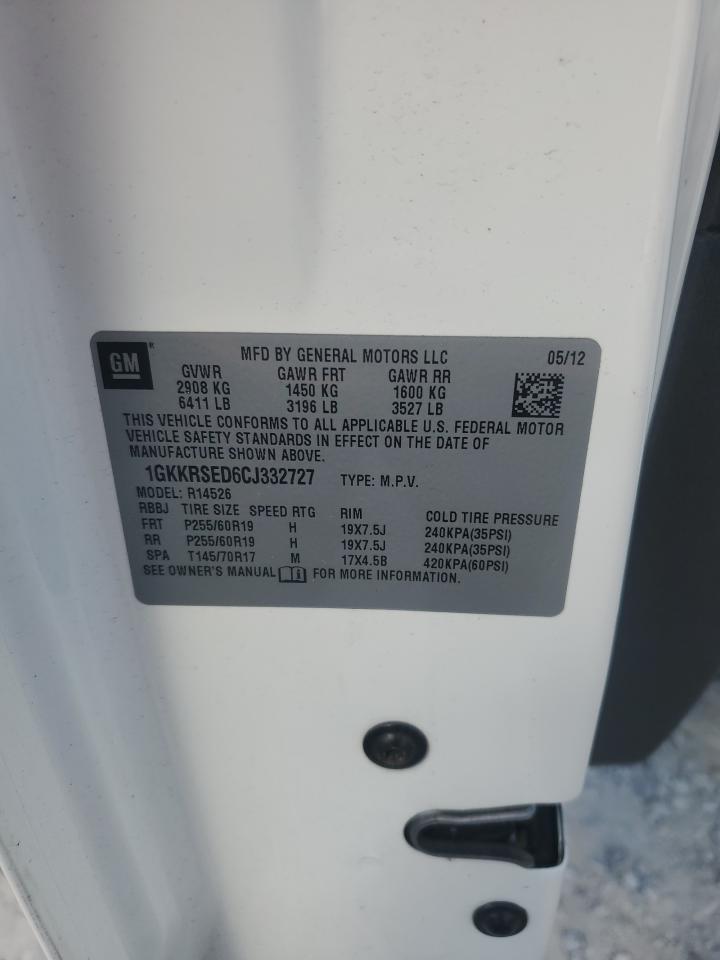 GM® MFD BY GENERAL MOTORS LLC 05/12
GVWR GAWR FRT GAWR RR
2908 KG 1450 KG 1600 KG
6411 LB 3196 LB 3527 LB
THIS VEHICLE CONFORMS TO ALL APPLICABLE U.S. FEDERAL MOTOR
VEHICLE SAFETY STANDARDS IN EFFECT ON THE DATE OF
MANUFACTURE SHOWN ABOVE.
1GKKRSED6CJ332727 TYPE: M.P.V.
MODEL: R14526
RBBJ TIRE SIZE SPEED RTG RIM COLD TIRE PRESSURE
FRT P255/60R19 H 19X7.5J 240KPA(35PSI)
RR P255/60R19 H 19X7.5J 240KPA(35PSI)
SPA T145/70R17 M 17X4.5B 420KPA(60PSI)
SEE OWNER'S MANUAL FOR MORE INFORMATION.